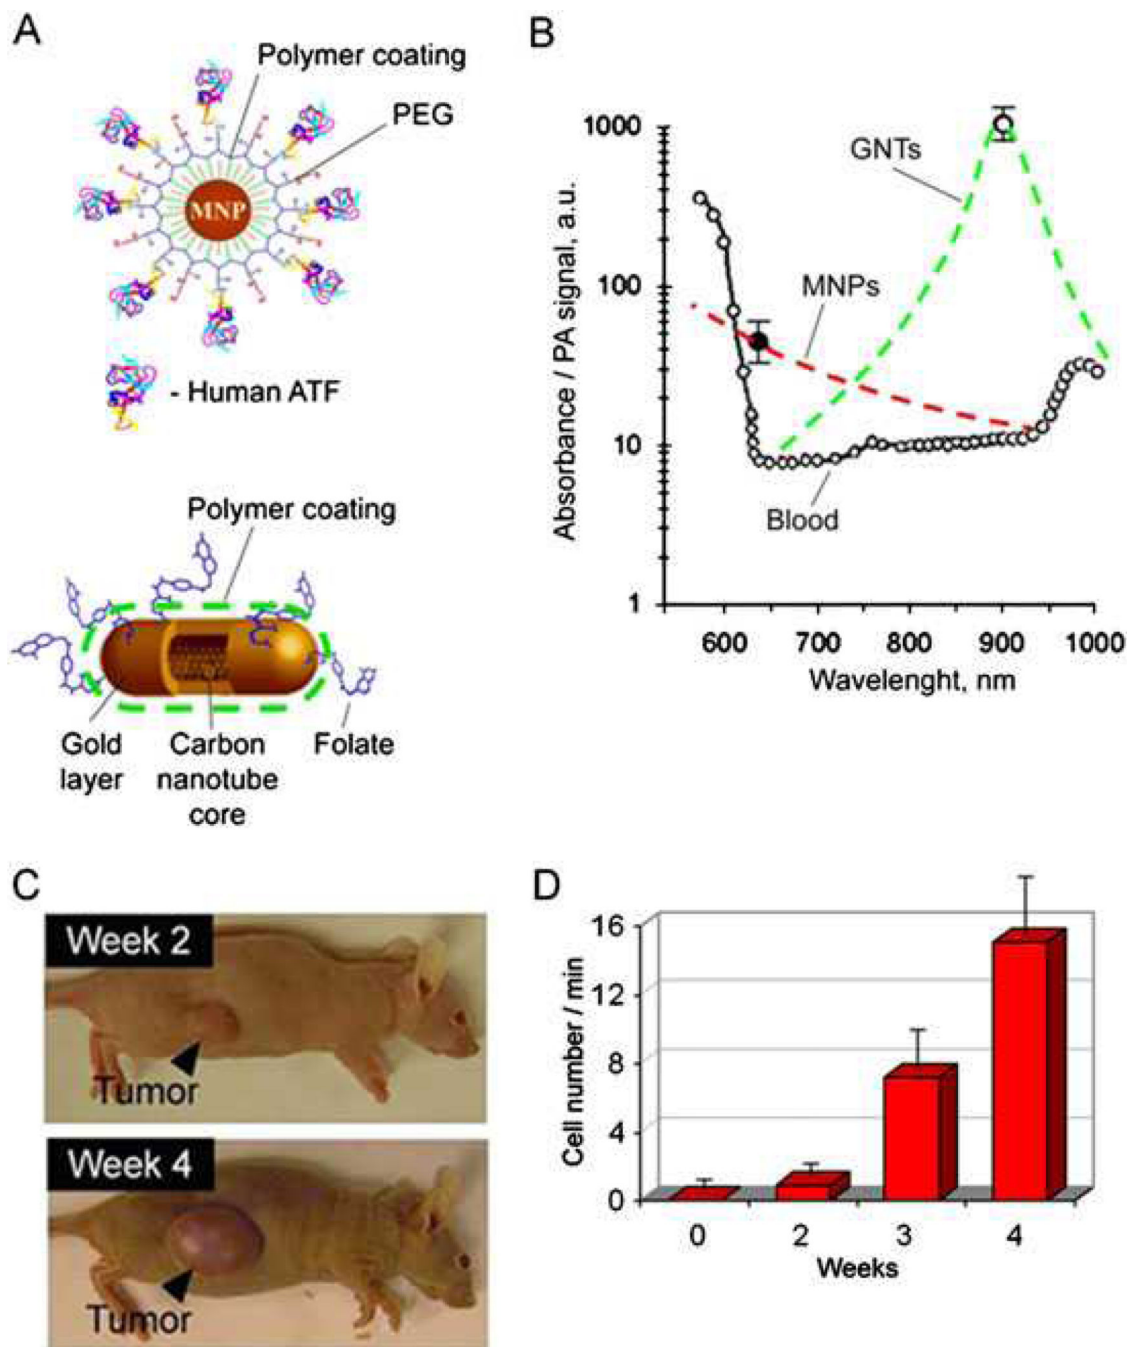 A
Polymer coating
PEG
MNP
- Human ATF
Polymer coating
Gold
layer
Carbon
nanotube
core
Folate
B
Absorbance / PA signal, a.u.
1000
100
10
1
GNTs
MNPs
Blood
600 700 800 900 1000
Wavelenght, nm
C
Week 2
Tumor
Week 4
Tumor
D
Cell number / min
16
12
8
4
0
0 2 3 4
Weeks